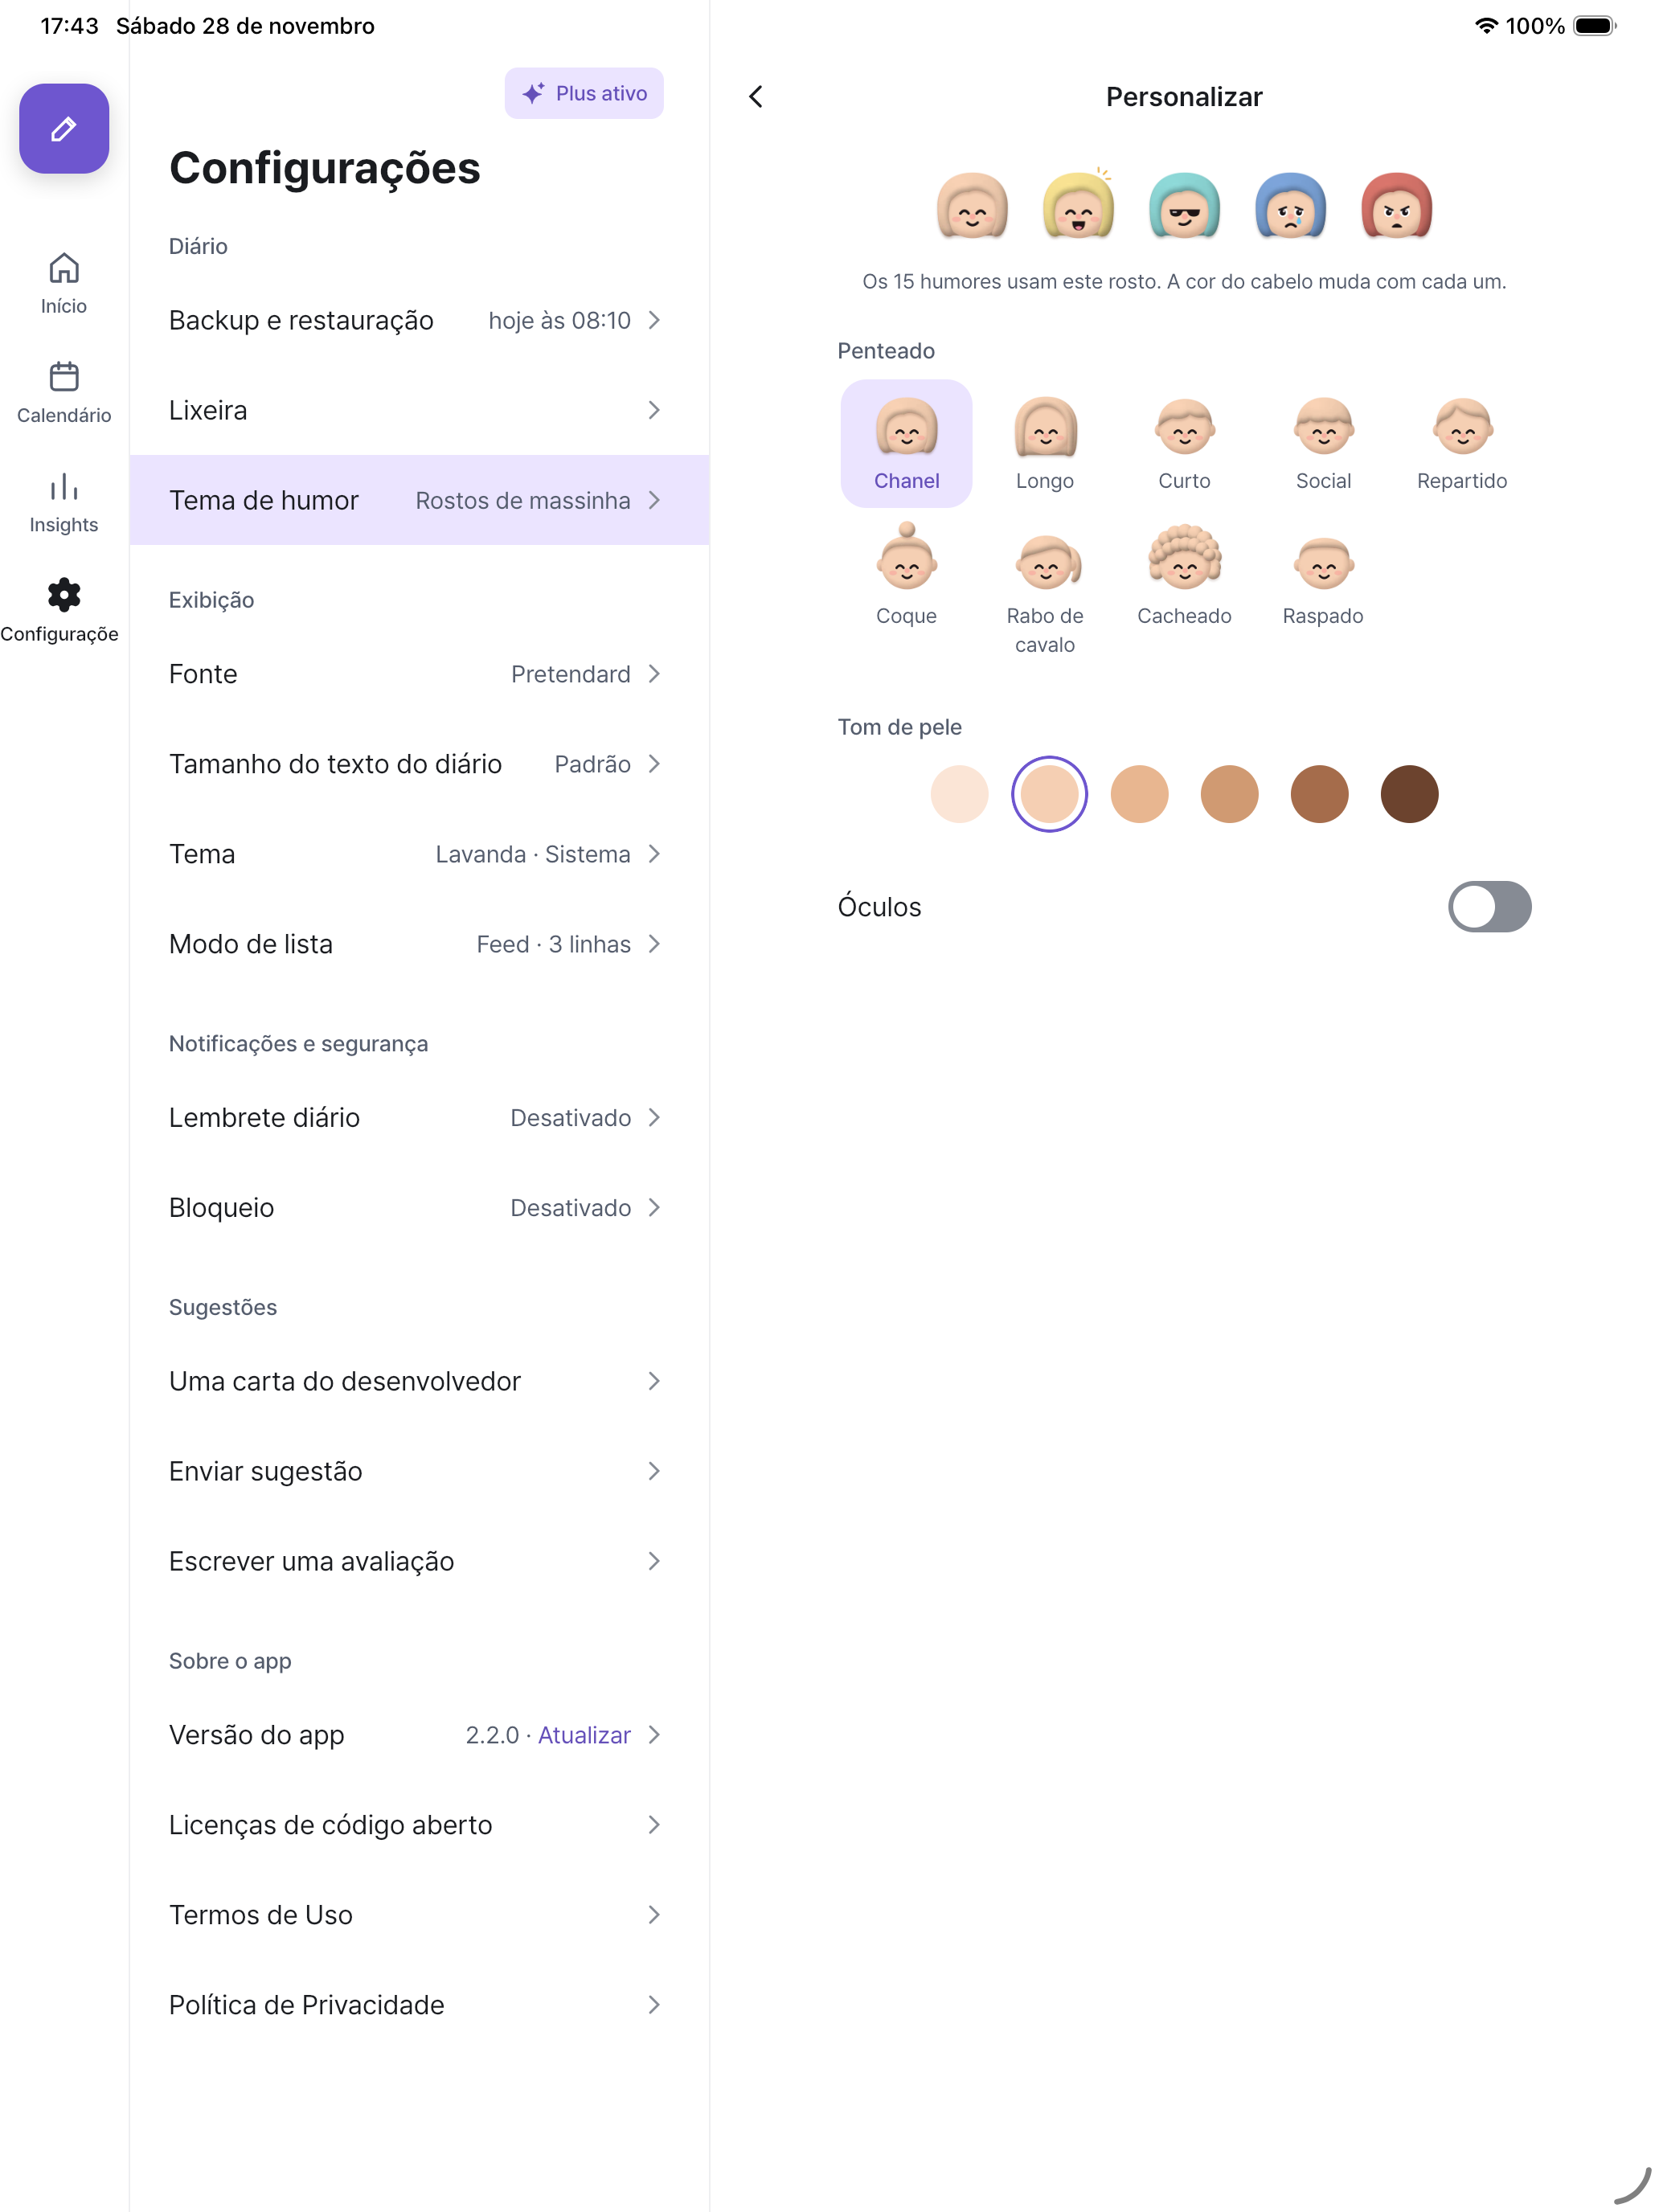 17:43 Sábado 28 de novembro
100%
Início
Calendário
Insights
Configuraçõe
Plus ativo
Configurações
Diário
Backup e restauração hoje às 08:10
Lixeira
Tema de humor Rostos de massinha
Exibição
Fonte Pretendard
Tamanho do texto do diário Padrão
Tema Lavanda · Sistema
Modo de lista Feed · 3 linhas
Notificações e segurança
Lembrete diário Desativado
Bloqueio Desativado
Sugestões
Uma carta do desenvolvedor
Enviar sugestão
Escrever uma avaliação
Sobre o app
Versão do app 2.2.0 · Atualizar
Licenças de código aberto
Termos de Uso
Política de Privacidade
Personalizar
Os 15 humores usam este rosto. A cor do cabelo muda com cada um.
Penteado
Chanel Longo Curto Social Repartido
Coque Rabo de Cacheado Raspado
cavalo
Tom de pele
Óculos